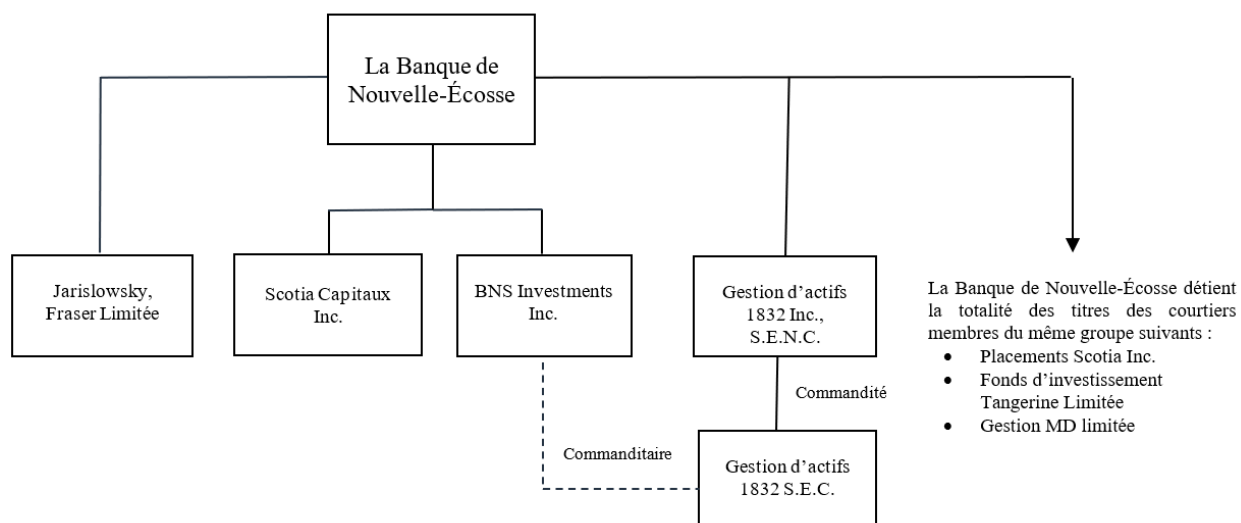 La Banque de
Nouvelle-Écosse
Jarislowsky,
Fraser Limitée
Scotia Capitaux
Inc.
BNS Investments
Inc.
Gestion d'actifs
1832 Inc.,
S.E.N.C.
La Banque de Nouvelle-Écosse détient
la totalité des titres des courtiers
membres du même groupe suivants :
• Placements Scotia Inc.
• Fonds d'investissement
Tangerine Limitée
• Gestion MD limitée
Commandité
Commanditaire
Gestion d'actifs
1832 S.E.C.